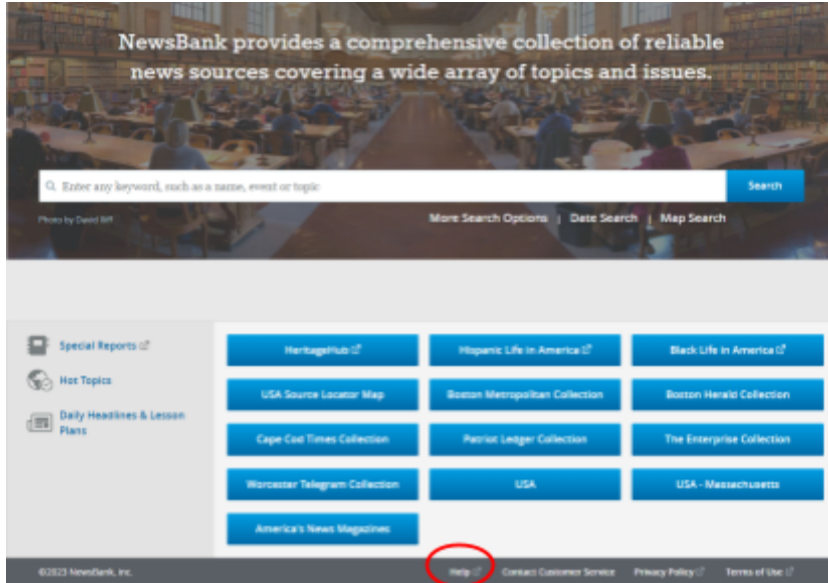 NewsBank provides a comprehensive collection of reliable
news sources covering a wide array of topics and issues.
Enter any keyword, such as a name, event or topic
Search
Photo by David Iliff
More Search Options | Date Search | Map Search
Special Reports
Hot Topics
Daily Headlines & Lesson
Plans
HeritageHub
Hispanic Life in America
Black Life in America
USA Source Locator Map
Boston Metropolitan Collection
Boston Herald Collection
Cape Cod Times Collection
Patriot Ledger Collection
The Enterprise Collection
Worcester Telegram Collection
USA
USA - Massachusetts
America's News Magazines
©2023 NewsBank, inc.
Help
Contact Customer Service
Privacy Policy
Terms of Use